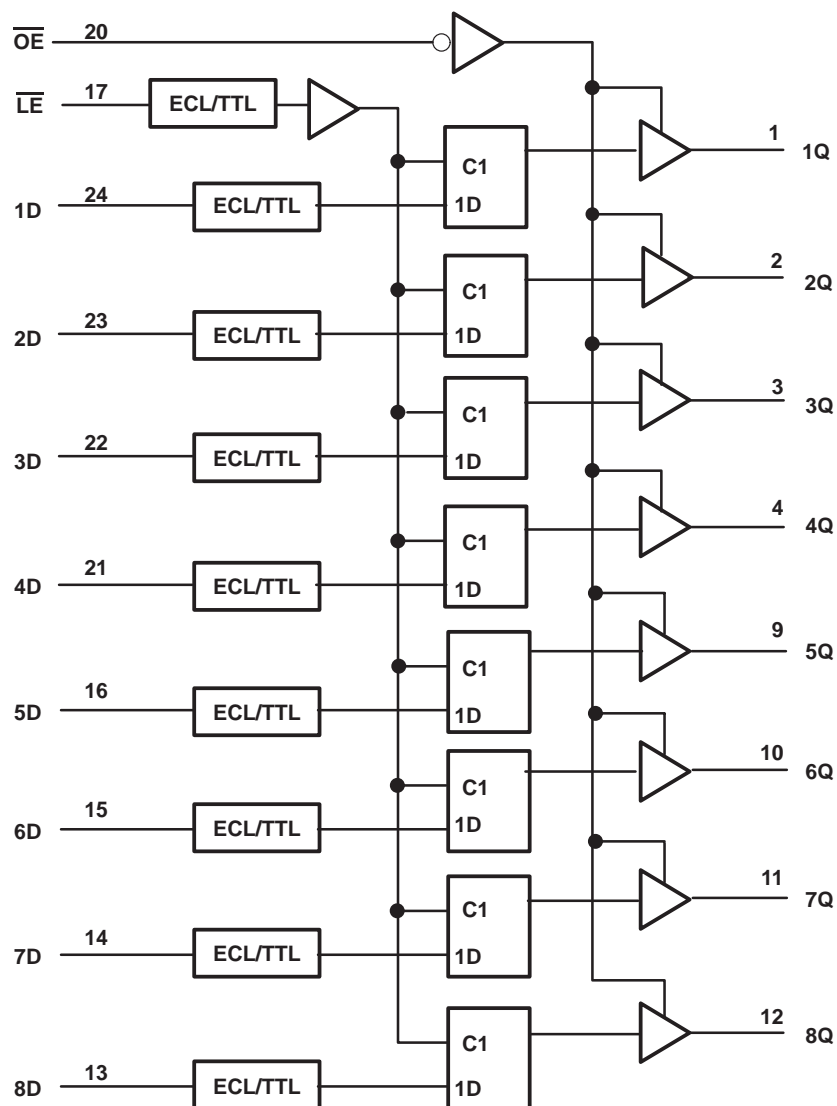 O̅E̅ 20
L̅E̅ 17 ECL/TTL
1 1Q
C1
24 1D ECL/TTL 1D
2 2Q
C1
23 2D ECL/TTL 1D
3 3Q
C1
22 3D ECL/TTL 1D
4 4Q
C1
21 4D ECL/TTL 1D
9 5Q
C1
16 5D ECL/TTL 1D
10 6Q
C1
15 6D ECL/TTL 1D
11 7Q
C1
14 7D ECL/TTL 1D
12 8Q
C1
13 8D ECL/TTL 1D